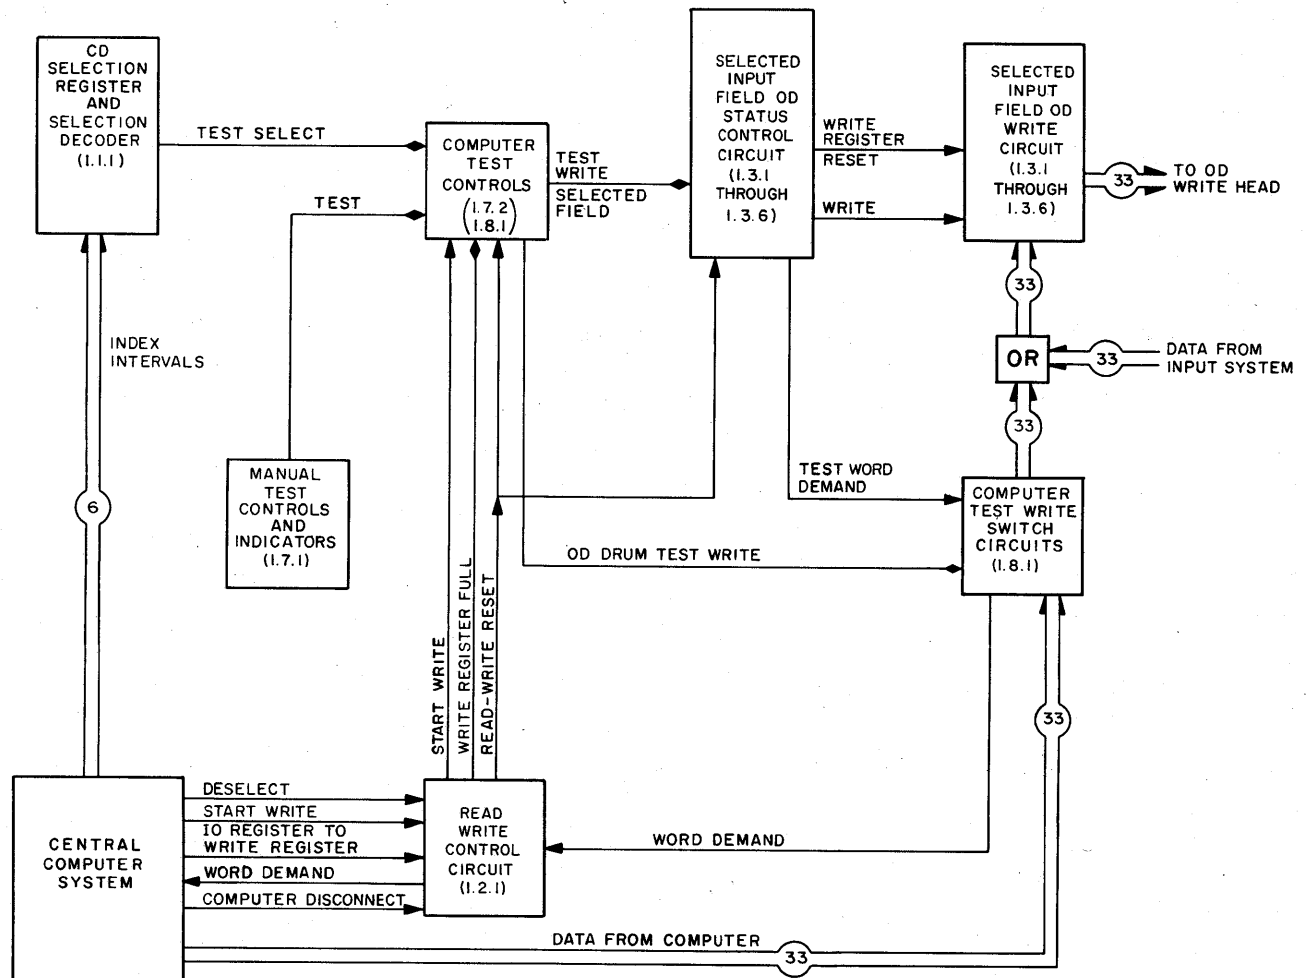 CD
SELECTION
REGISTER
AND
SELECTION
DECODER
(1.1.1)
TEST SELECT
TEST
COMPUTER
TEST
CONTROLS
(1.7.2
1.8.1)
TEST
WRITE
SELECTED
FIELD
SELECTED
INPUT
FIELD OD
STATUS
CONTROL
CIRCUIT
(1.3.1
THROUGH
1.3.6)
WRITE
REGISTER
RESET
WRITE
SELECTED
INPUT
FIELD OD
WRITE
CIRCUIT
(1.3.1
THROUGH
1.3.6)
33
TO OD
WRITE HEAD
33
OR
33
DATA FROM
INPUT SYSTEM
33
INDEX
INTERVALS
6
MANUAL
TEST
CONTROLS
AND
INDICATORS
(1.7.1)
TEST WORD
DEMAND
COMPUTER
TEST WRITE
SWITCH
CIRCUITS
(1.8.1)
OD DRUM TEST WRITE
START WRITE
WRITE REGISTER FULL
READ-WRITE RESET
33
CENTRAL
COMPUTER
SYSTEM
DESELECT
START WRITE
IO REGISTER TO
WRITE REGISTER
WORD DEMAND
COMPUTER DISCONNECT
READ
WRITE
CONTROL
CIRCUIT
(1.2.1)
WORD DEMAND
DATA FROM COMPUTER
33